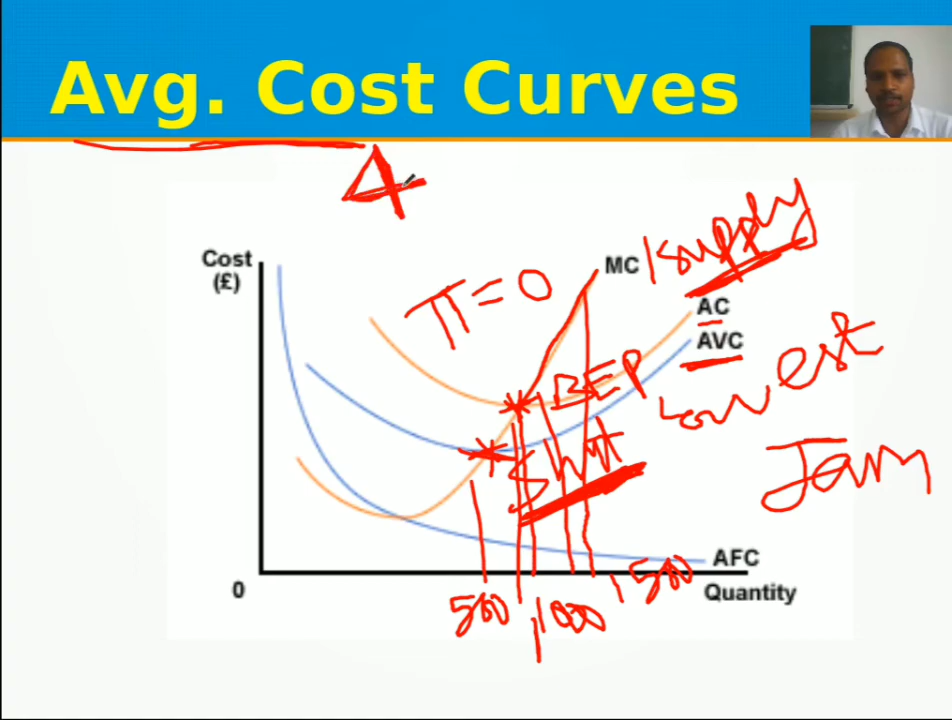 Avg. Cost Curves
4
Cost
(£)
π=0
MC
supply
AC
AVC
BEP
Lowest
Shut
Jam
AFC
0
Quantity
500
1000
1500